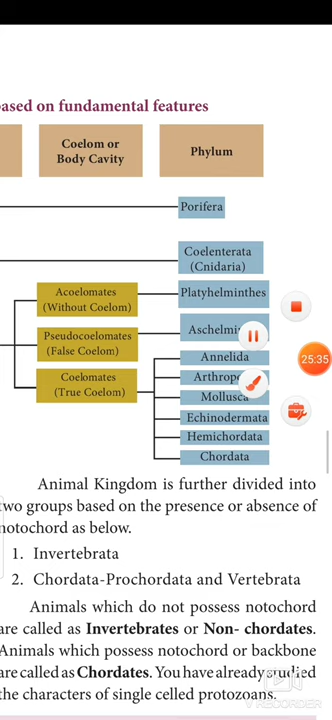 based on fundamental features
Coelom or
Body Cavity
Phylum
Porifera
Coelenterata
(Cnidaria)
Acoelomates
(Without Coelom)
Platyhelminthes
Pseudocoelomates
(False Coelom)
Coelomates
(True Coelom)
Annelida
Mollusca
Echinodermata
Hemichordata
Chordata
25:35
Animal Kingdom is further divided into
two groups based on the presence or absence of
notochord as below.
1. Invertebrata
2. Chordata-Prochordata and Vertebrata
Animals which do not possess notochord
are called as Invertebrates or Non- chordates.
Animals which possess notochord or backbone
are called as Chordates. You have already studied
the characters of single celled protozoans.
RECORDER